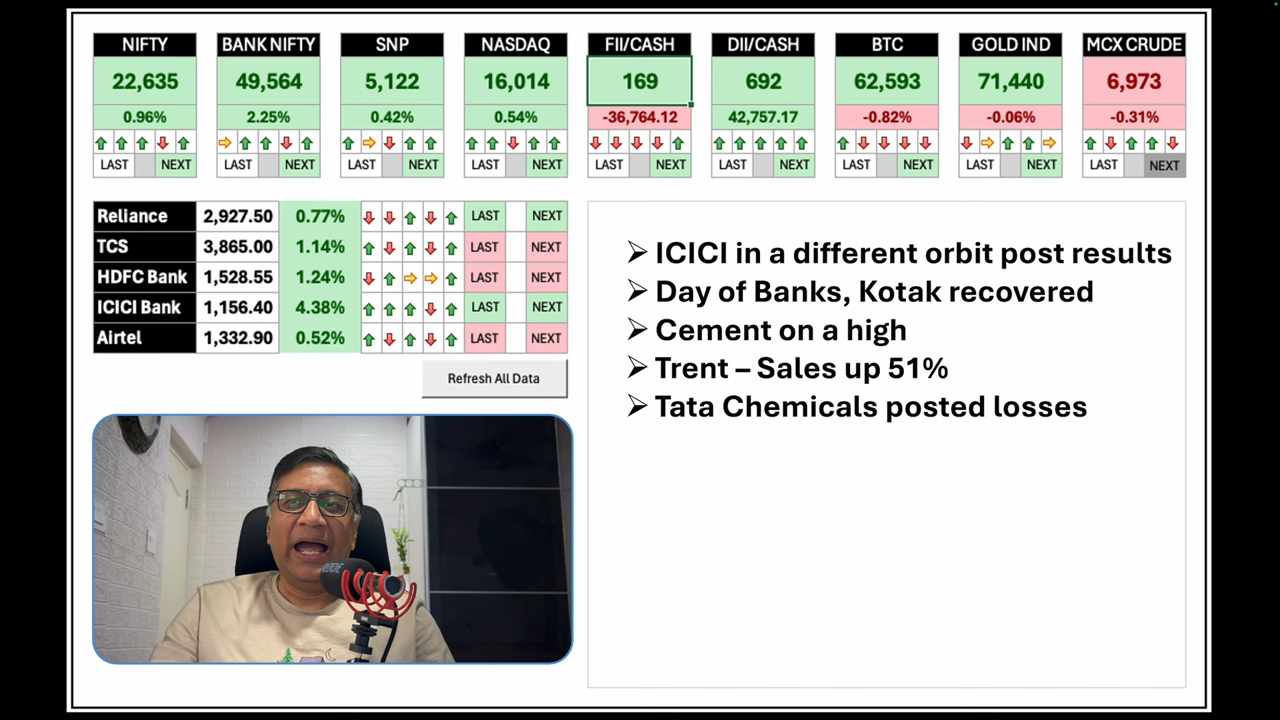 NIFTY BANK NIFTY SNP NASDAQ FII/CASH DII/CASH BTC GOLD IND MCX CRUDE
22,635 49,564 5,122 16,014 169 692 62,593 71,440 6,973
0.96% 2.25% 0.42% 0.54% -36,764.12 42,757.17 -0.82% -0.06% -0.31%
LAST NEXT LAST NEXT LAST NEXT LAST NEXT LAST NEXT LAST NEXT LAST NEXT LAST NEXT LAST NEXT
Reliance 2,927.50 0.77% LAST NEXT
TCS 3,865.00 1.14% LAST NEXT
HDFC Bank 1,528.55 1.24% LAST NEXT
ICICI Bank 1,156.40 4.38% LAST NEXT
Airtel 1,332.90 0.52% LAST NEXT
Refresh All Data
ICICI in a different orbit post results
Day of Banks, Kotak recovered
Cement on a high
Trent – Sales up 51%
Tata Chemicals posted losses
RODE